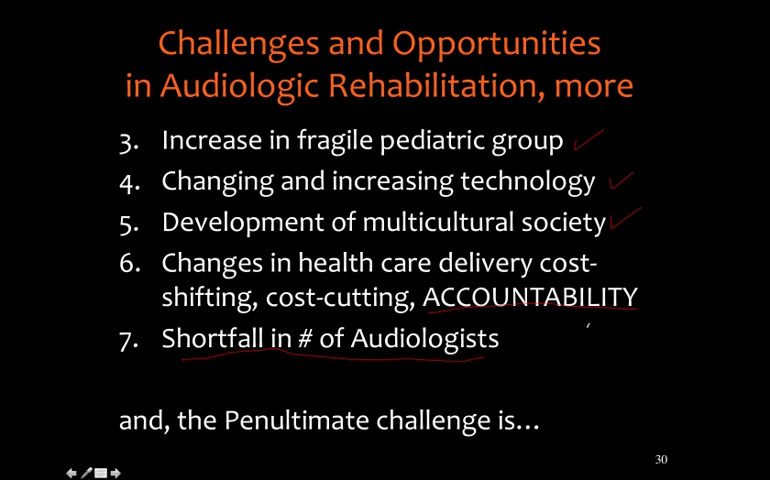 Challenges and Opportunities
in Audiologic Rehabilitation, more
3. Increase in fragile pediatric group
4. Changing and increasing technology
5. Development of multicultural society
6. Changes in health care delivery cost-
shifting, cost-cutting, ACCOUNTABILITY
7. Shortfall in # of Audiologists
and, the Penultimate challenge is...
30